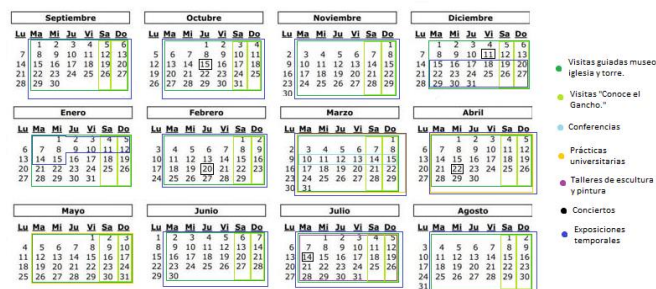 Septiembre
Lu Ma Mi Ju Vi Sa Do
1 2 3 4 5 6
7 8 9 10 11 12 13
14 15 16 17 18 19 20
21 22 23 24 25 26 27
28 29 30
Octubre
Lu Ma Mi Ju Vi Sa Do
1 2 3 4
5 6 7 8 9 10 11
12 13 14 15 16 17 18
19 20 21 22 23 24 25
26 27 28 29 30 31
Noviembre
Lu Ma Mi Ju Vi Sa Do
1
2 3 4 5 6 7 8
9 10 11 12 13 14 15
16 17 18 19 20 21 22
23 24 25 26 27 28 29
30
Diciembre
Lu Ma Mi Ju Vi Sa Do
1 2 3 4 5 6
7 8 9 10 11 12 13
14 15 16 17 18 19 20
21 22 23 24 25 26 27
28 29 30 31
Enero
Lu Ma Mi Ju Vi Sa Do
1 2 3 4 5
6 7 8 9 10 11 12
13 14 15 16 17 18 19
20 21 22 23 24 25 26
27 28 29 30 31
Febrero
Lu Ma Mi Ju Vi Sa Do
1 2
3 4 5 6 7 8 9
10 11 12 13 14 15 16
17 18 19 20 21 22 23
24 25 26 27 28 29
Marzo
Lu Ma Mi Ju Vi Sa Do
1
2 3 4 5 6 7 8
9 10 11 12 13 14 15
16 17 18 19 20 21 22
23 24 25 26 27 28 29
30 31
Abril
Lu Ma Mi Ju Vi Sa Do
1 2 3 4 5
6 7 8 9 10 11 12
13 14 15 16 17 18 19
20 21 22 23 24 25 26
27 28 29 30
Mayo
Lu Ma Mi Ju Vi Sa Do
1 2 3
4 5 6 7 8 9 10
11 12 13 14 15 16 17
18 19 20 21 22 23 24
25 26 27 28 29 30 31
Junio
Lu Ma Mi Ju Vi Sa Do
1 2 3 4 5 6 7
8 9 10 11 12 13 14
15 16 17 18 19 20 21
22 23 24 25 26 27 28
29 30
Julio
Lu Ma Mi Ju Vi Sa Do
1 2 3 4 5
6 7 8 9 10 11 12
13 14 15 16 17 18 19
20 21 22 23 24 25 26
27 28 29 30 31
Agosto
Lu Ma Mi Ju Vi Sa Do
1 2
3 4 5 6 7 8 9
10 11 12 13 14 15 16
17 18 19 20 21 22 23
24 25 26 27 28 29 30
31
Visitas guiadas museo
iglesia y torre.
Visitas "Conoce el
Gancho."
Conferencias
Prácticas
universitarias
Talleres de escultura
y pintura
Conciertos
Exposiciones
temporales